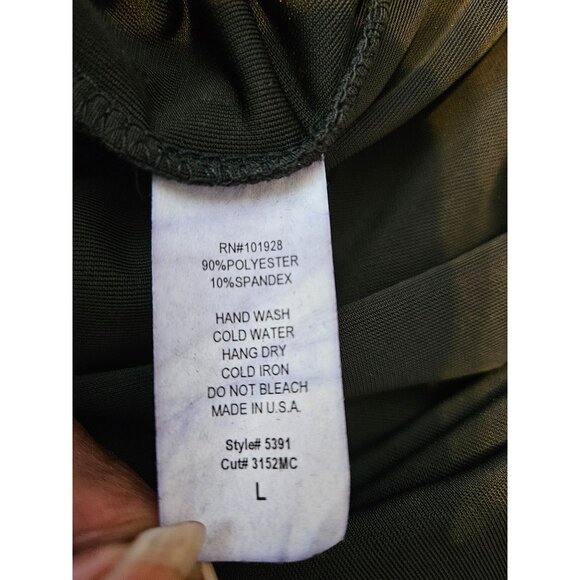 RN#101928
90%POLYESTER
10%SPANDEX
HAND WASH
COLD WATER
HANG DRY
COLD IRON
DO NOT BLEACH
MADE IN U.S.A.
Style# 5391
Cut# 3152MC
L